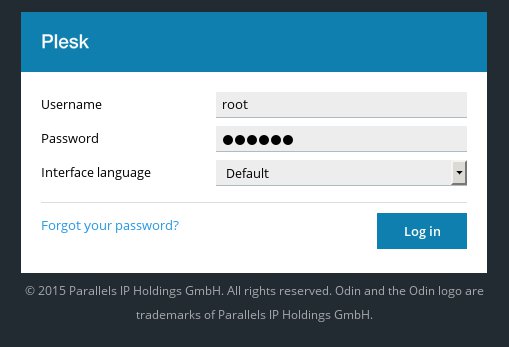 Plesk
Username root
Password ●●●●●●
Interface language Default
Forgot your password? Log in
© 2015 Parallels IP Holdings GmbH. All rights reserved. Odin and the Odin logo are
trademarks of Parallels IP Holdings GmbH.